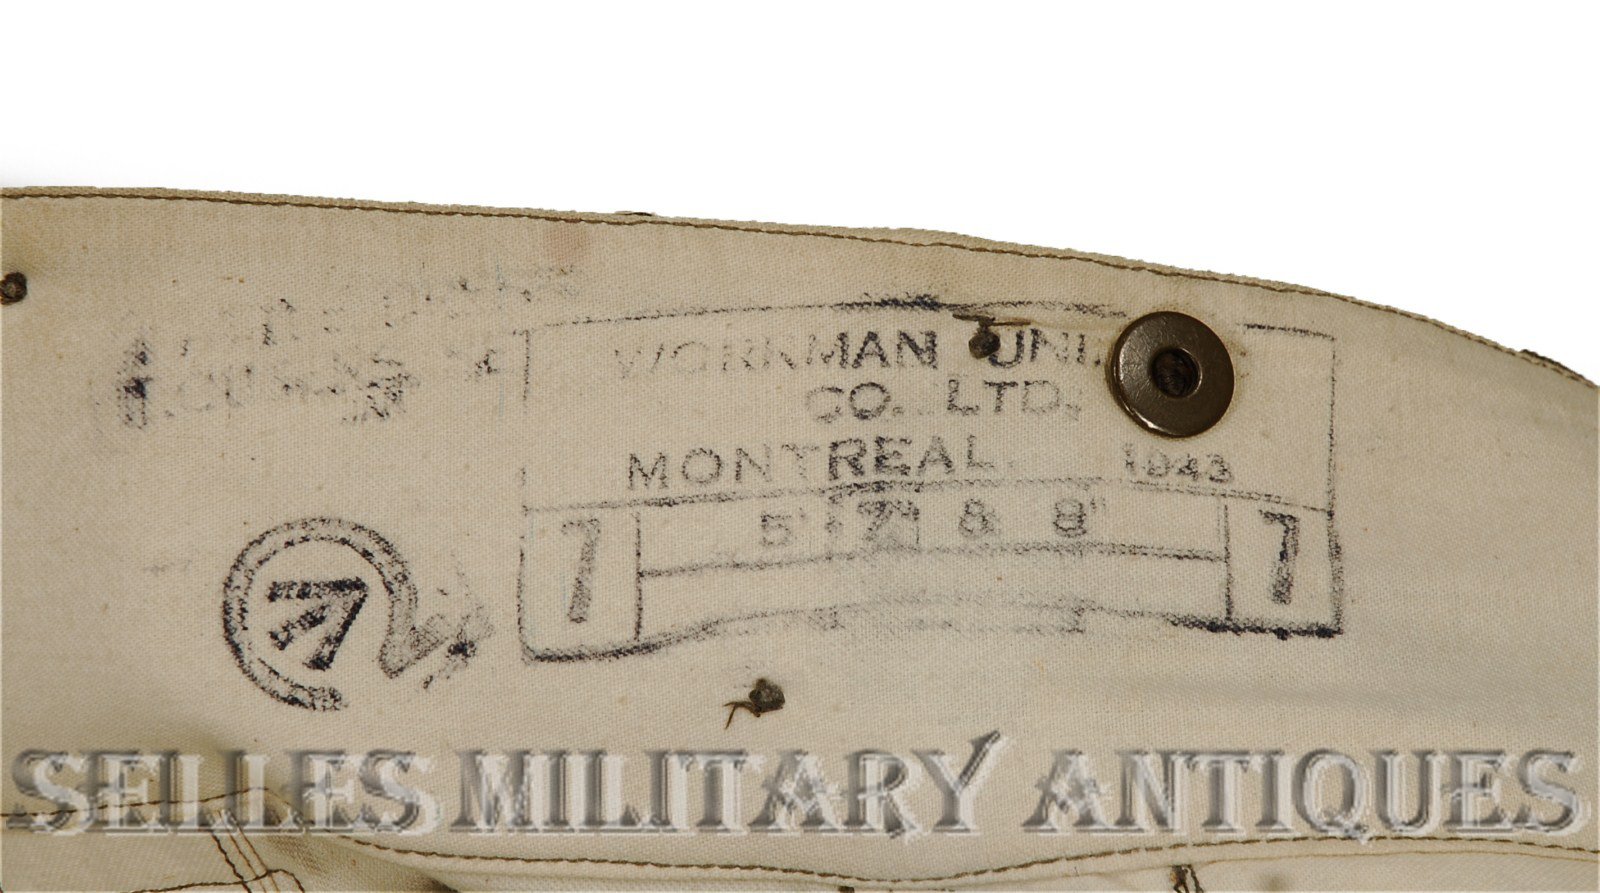 WORKMAN UNI
CO. LTD.
MONTREAL. 1943
7 5' 7" & 8" 7
SELLES MILITARY ANTIQUES